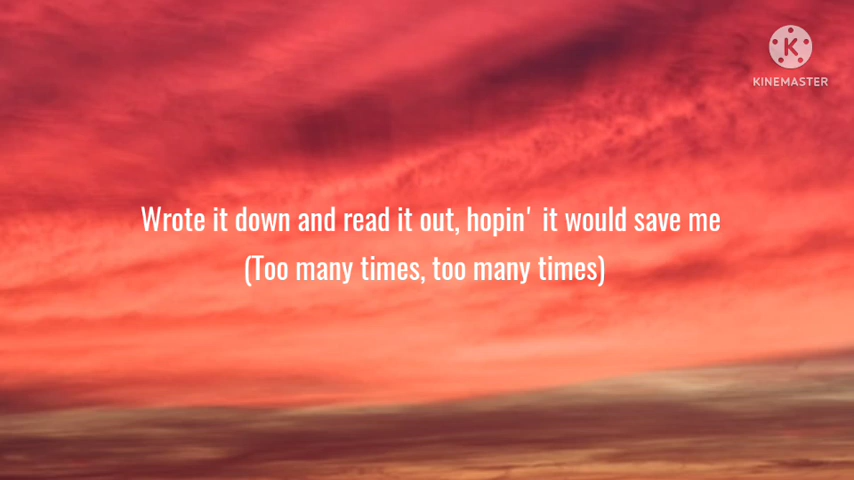 K
KINEMASTER
Wrote it down and read it out, hopin' it would save me
(Too many times, too many times)